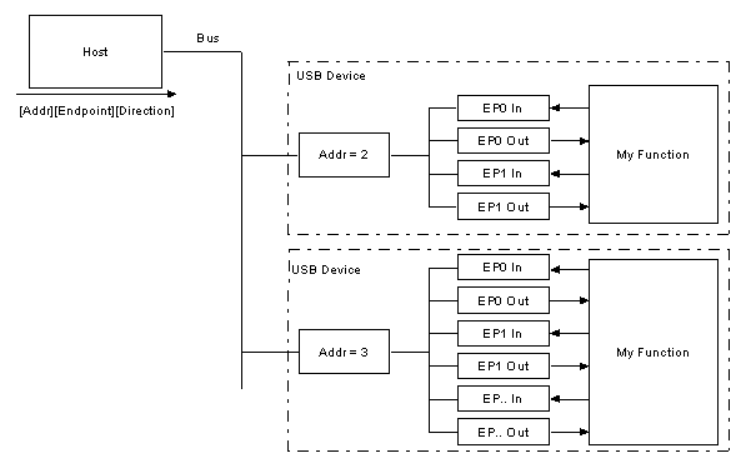 Host
Bus
[Addr][Endpoint][Direction]
USB Device
Addr = 2
EP0 In
EP0 Out
EP1 In
EP1 Out
My Function
USB Device
Addr = 3
EP0 In
EP0 Out
EP1 In
EP1 Out
EP.. In
EP.. Out
My Function